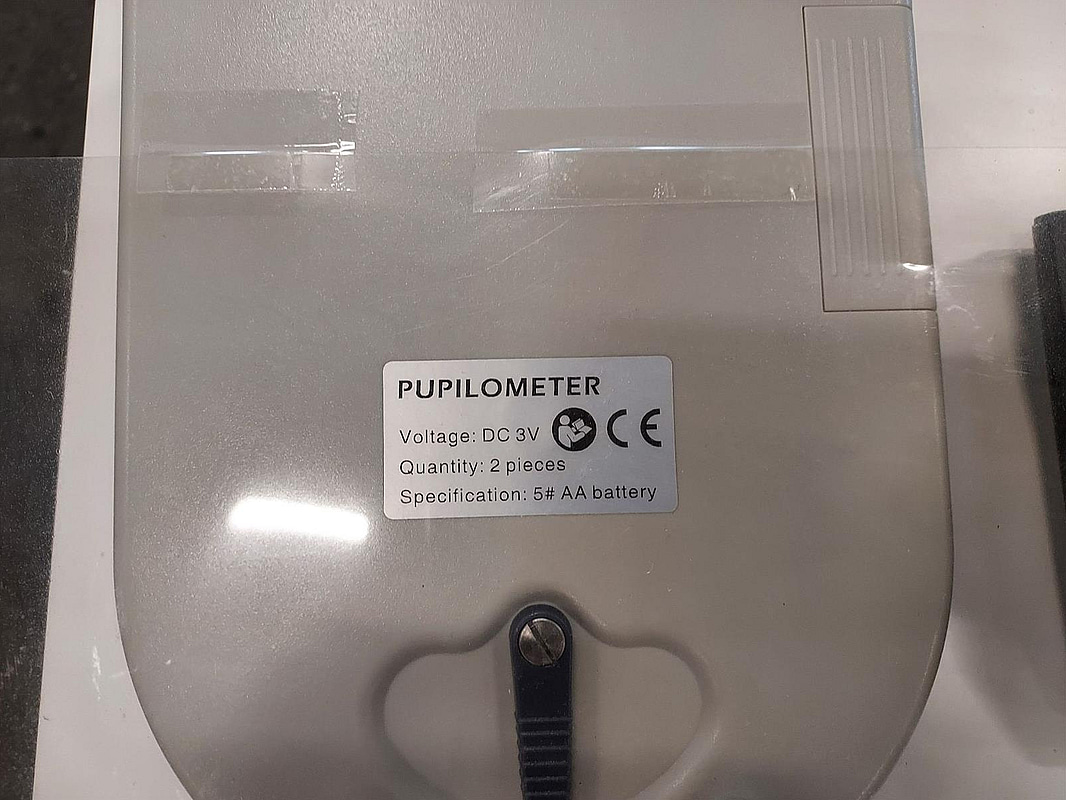 PUPILOMETER
Voltage: DC 3V CE
Quantity: 2 pieces
Specification: 5# AA battery